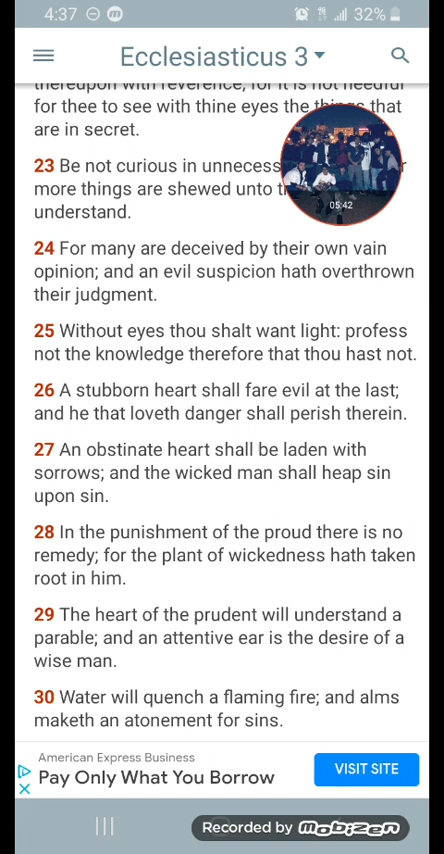 4:37 32%
Ecclesiasticus 3
thereupon with reverence, for it is not needful
for thee to see with thine eyes the things that
are in secret.
23 Be not curious in unnecess
more things are shewed unto
understand.
05:42
24 For many are deceived by their own vain
opinion; and an evil suspicion hath overthrown
their judgment.
25 Without eyes thou shalt want light: profess
not the knowledge therefore that thou hast not.
26 A stubborn heart shall fare evil at the last;
and he that loveth danger shall perish therein.
27 An obstinate heart shall be laden with
sorrows; and the wicked man shall heap sin
upon sin.
28 In the punishment of the proud there is no
remedy; for the plant of wickedness hath taken
root in him.
29 The heart of the prudent will understand a
parable; and an attentive ear is the desire of a
wise man.
30 Water will quench a flaming fire; and alms
maketh an atonement for sins.
American Express Business
Pay Only What You Borrow
VISIT SITE
Recorded by mobizen